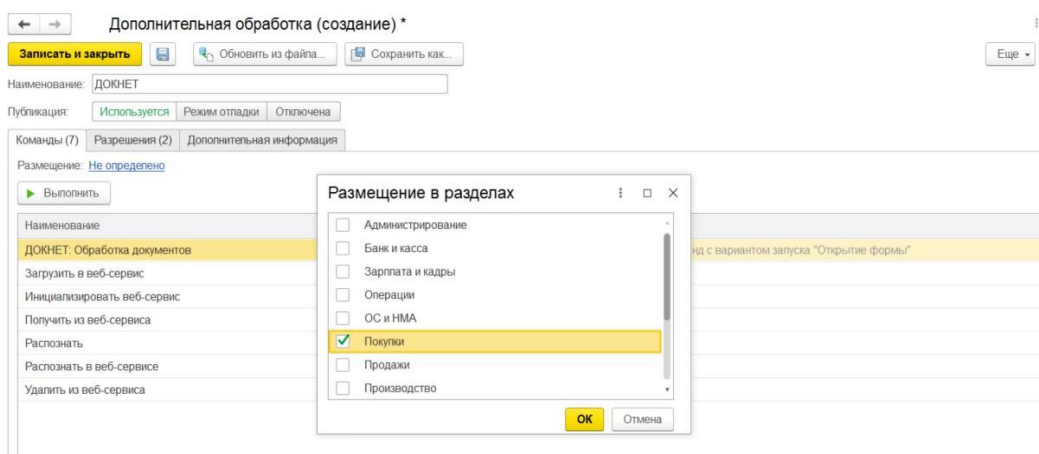 Дополнительная обработка (создание) *
Записать и закрыть Обновить из файла... Сохранить как... Еще
Наименование: ДОКНЕТ
Публикация: Используется Режим отладки Отключена
Команды (7) Разрешения (2) Дополнительная информация
Размещение: Не определено
Выполнить
Наименование
ДОКНЕТ: Обработка документов нд с вариантом запуска "Открытие формы"
Загрузить в веб-сервис
Инициализировать веб-сервис
Получить из веб-сервиса
Распознать
Распознать в веб-сервисе
Удалить из веб-сервиса
Размещение в разделах
Администрирование
Банк и касса
Зарплата и кадры
Операции
ОС и НМА
Покупки
Продажи
Производство
ОК Отмена